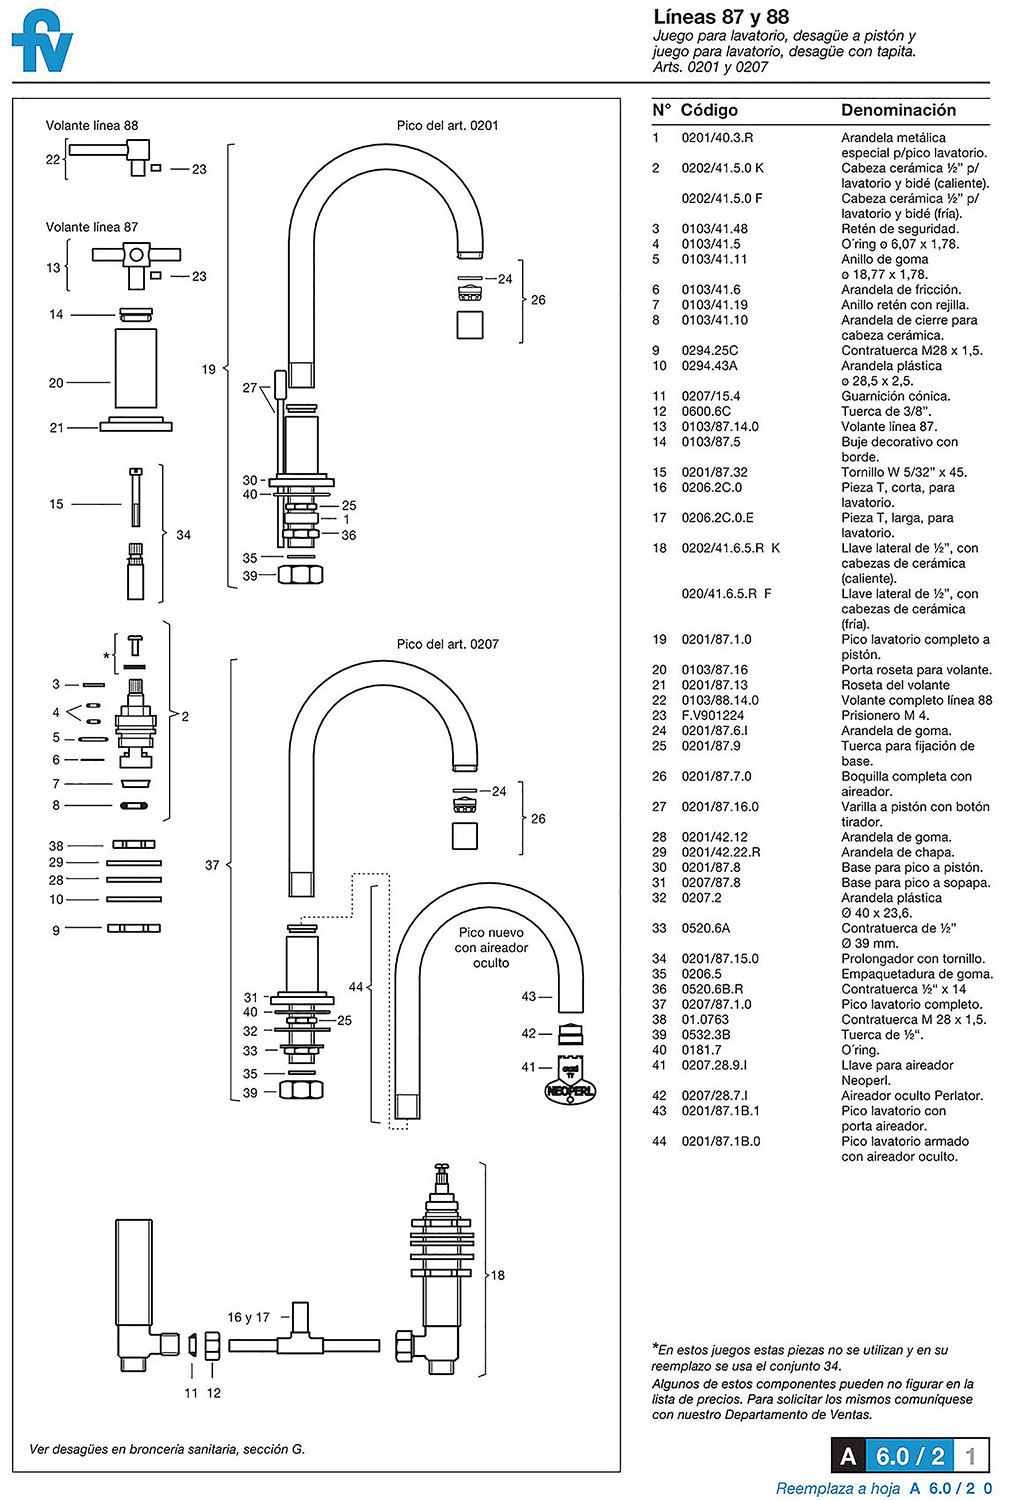 fv
Líneas 87 y 88
Juego para lavatorio, desagüe a pistón y
juego para lavatorio, desagüe con tapita.
Arts. 0201 y 0207
Volante línea 88
22
23
Volante línea 87
13
23
14
20
21
15
34
*
3
4
5
6
7
8
2
38
29
28
10
9
Pico del art. 0201
19
24
26
27
30
40
25
1
36
35
39
Pico del art. 0207
37
24
26
Pico nuevo
con aireador
oculto
44
31
40
25
32
33
35
39
43
42
41
NEOPERL
18
16 y 17
11 12
Ver desagües en broncería sanitaria, sección G.
N° Código Denominación
1 0201/40.3.R Arandela metálica
especial p/pico lavatorio.
2 0202/41.5.0 K Cabeza cerámica ½” p/
lavatorio y bidé (caliente).
0202/41.5.0 F Cabeza cerámica ½” p/
lavatorio y bidé (fría).
3 0103/41.48 Retén de seguridad.
4 0103/41.5 O´ring ø 6,07 x 1,78.
5 0103/41.11 Anillo de goma
ø 18,77 x 1,78.
6 0103/41.6 Arandela de fricción.
7 0103/41.19 Anillo retén con rejilla.
8 0103/41.10 Arandela de cierre para
cabeza cerámica.
9 0294.25C Contratuerca M28 x 1,5.
10 0294.43A Arandela plástica
ø 28,5 x 2,5.
11 0207/15.4 Guarnición cónica.
12 0600.6C Tuerca de 3/8”.
13 0103/87.14.0 Volante línea 87.
14 0103/87.5 Buje decorativo con
borde.
15 0201/87.32 Tornillo W 5/32” x 45.
16 0206.2C.0 Pieza T, corta, para
lavatorio.
17 0206.2C.0.E Pieza T, larga, para
lavatorio.
18 0202/41.6.5.R K Llave lateral de ½”, con
cabezas de cerámica
(caliente).
020/41.6.5.R F Llave lateral de ½”, con
cabezas de cerámica
(fría).
19 0201/87.1.0 Pico lavatorio completo a
pistón.
20 0103/87.16 Porta roseta para volante.
21 0201/87.13 Roseta del volante
22 0103/88.14.0 Volante completo línea 88
23 F.V901224 Prisionero M 4.
24 0201/87.6.I Arandela de goma.
25 0201/87.9 Tuerca para fijación de
base.
26 0201/87.7.0 Boquilla completa con
aireador.
27 0201/87.16.0 Varilla a pistón con botón
tirador.
28 0201/42.12 Arandela de goma.
29 0201/42.22.R Arandela de chapa.
30 0201/87.8 Base para pico a pistón.
31 0207/87.8 Base para pico a sopapa.
32 0207.2 Arandela plástica
Ø 40 x 23,6.
33 0520.6A Contratuerca de ½”
Ø 39 mm.
34 0201/87.15.0 Prolongador con tornillo.
35 0206.5 Empaquetadura de goma.
36 0520.6B.R Contratuerca ½“ x 14
37 0207/87.1.0 Pico lavatorio completo.
38 01.0763 Contratuerca M 28 x 1,5.
39 0532.3B Tuerca de ½“.
40 0181.7 O´ring.
41 0207.28.9.I Llave para aireador
Neoperl.
42 0207/28.7.I Aireador oculto Perlator.
43 0201/87.1B.1 Pico lavatorio con
porta aireador.
44 0201/87.1B.0 Pico lavatorio armado
con aireador oculto.
*En estos juegos estas piezas no se utilizan y en su
reemplazo se usa el conjunto 34.
Algunos de estos componentes pueden no figurar en la
lista de precios. Para solicitar los mismos comuníquese
con nuestro Departamento de Ventas.
A 6.0 / 2 1
Reemplaza a hoja A 6.0 / 2 0